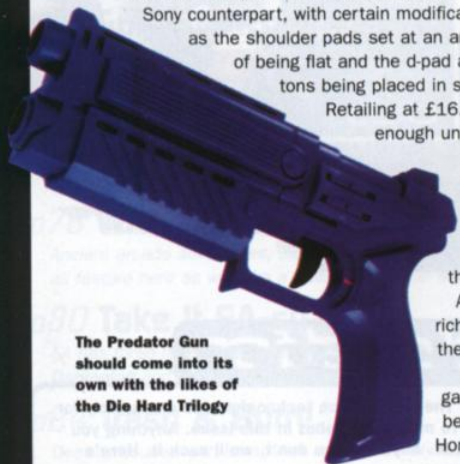 Sony counterpart, with certain modifica
as the shoulder pads set at an a
of being flat and the d-pad a
tons being placed in s
Retailing at £16.
enough un
th
A
rich
the
ga
be
Hor
The Predator Gun
should come into its
own with the likes of
the Die Hard Trilogy
80 Take